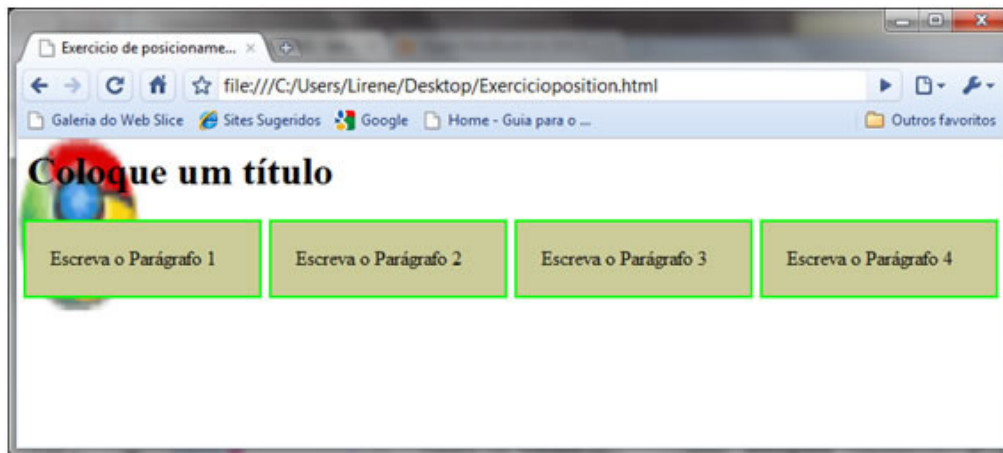 Exercicio de posicioname...
file:///C:/Users/Lirene/Desktop/Exercicioposition.html
Galeria do Web Slice Sites Sugeridos Google Home - Guia para o ... Outros favoritos
Coloque um título
Escreva o Parágrafo 1 Escreva o Parágrafo 2 Escreva o Parágrafo 3 Escreva o Parágrafo 4